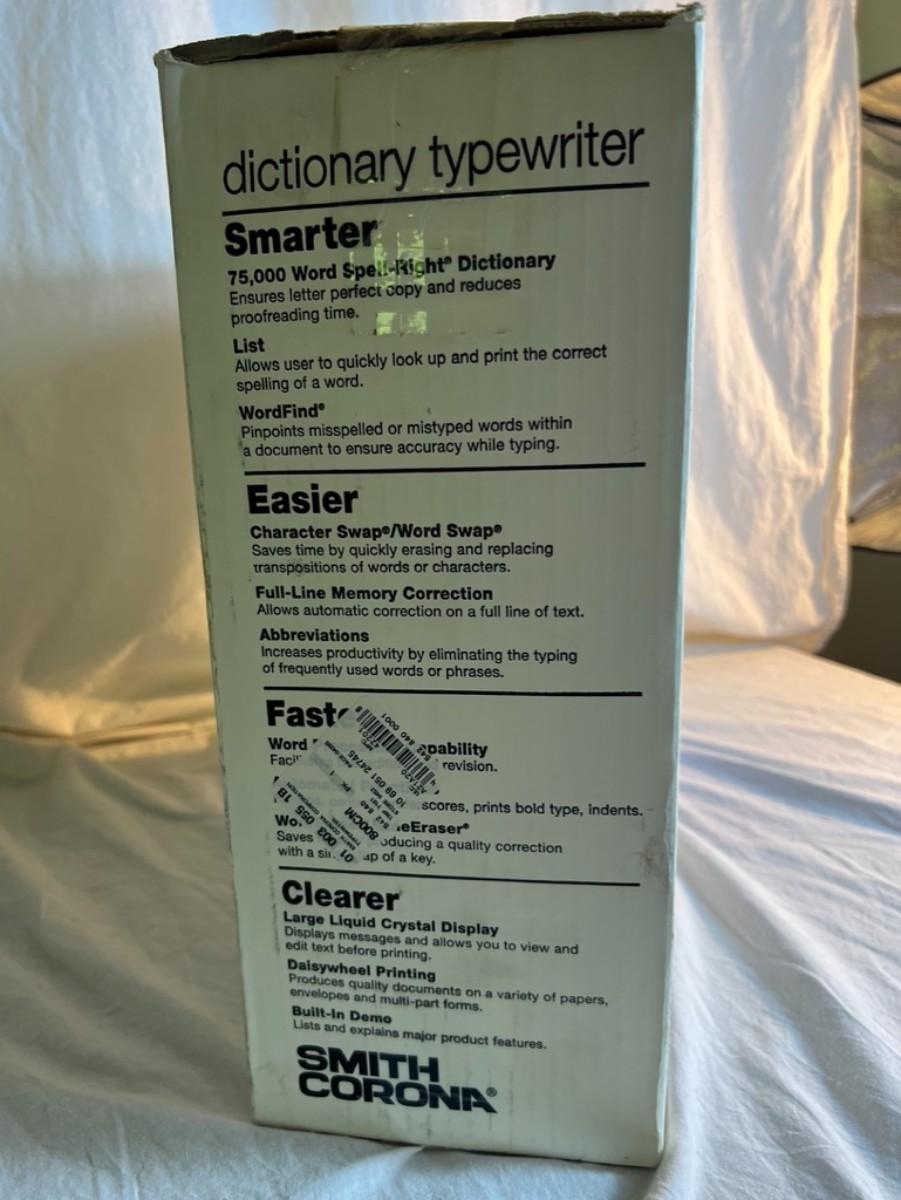 dictionary typewriter
Smarter
75,000 Word Spell-Right® Dictionary
Ensures letter perfect copy and reduces
proofreading time.
List
Allows user to quickly look up and print the correct
spelling of a word.
WordFind®
Pinpoints misspelled or mistyped words within
a document to ensure accuracy while typing.
Easier
Character Swap®/Word Swap®
Saves time by quickly erasing and replacing
transpositions of words or characters.
Full-Line Memory Correction
Allows automatic correction on a full line of text.
Abbreviations
Increases productivity by eliminating the typing
of frequently used words or phrases.
Word
revision.
prints bold type, indents.
Saves a quality correction
with a of a key.
Clearer
Large Liquid Crystal Display
Displays messages and allows you to view and
edit text before printing.
Daisywheel Printing
Produces quality documents on a variety of papers,
envelopes and multi-part forms.
Built-In Demo
Lists and explains major product features.
SMITH
CORONA®